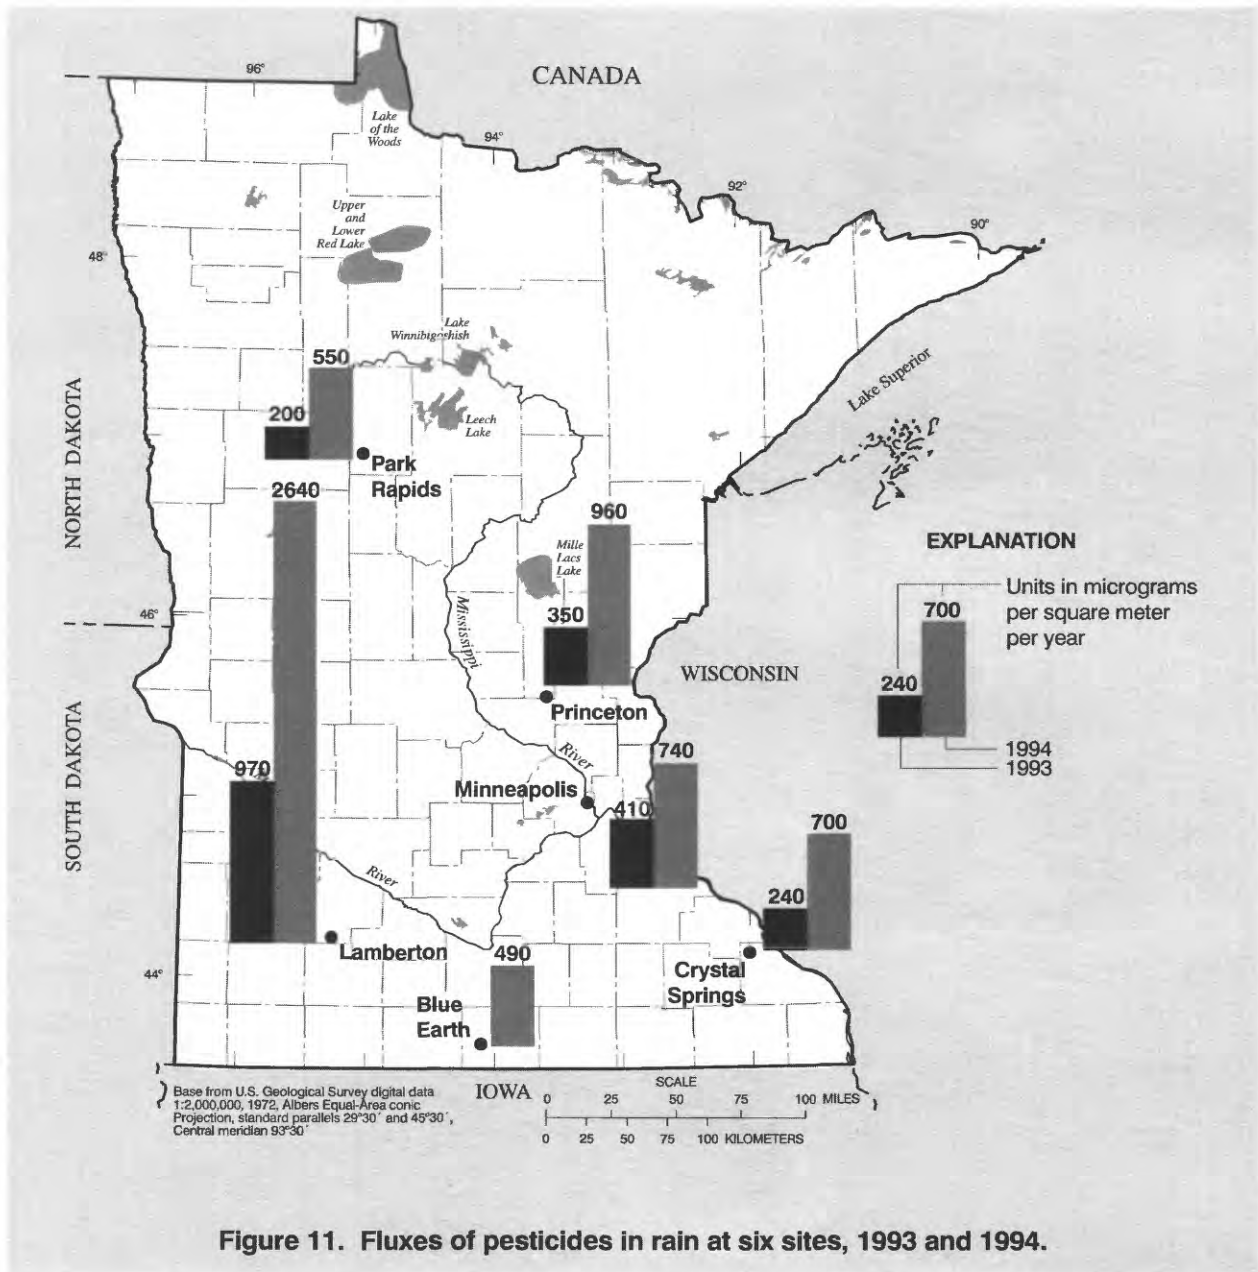 CANADA
96°
94°
92°
90°
48°
46°
44°
Lake
of the
Woods
Upper
and
Lower
Red Lake
Lake
Winnibigoshish
Leech
Lake
550
200
Park
Rapids
NORTH DAKOTA
2640
Lake Superior
960
Mille
Lacs
Lake
350
Mississippi
Princeton
WISCONSIN
EXPLANATION
Units in micrograms
per square meter
per year
700
240
1994
1993
SOUTH DAKOTA
970
River
Minneapolis
740
410
700
240
River
Lamberton
490
Blue
Earth
Crystal
Springs
IOWA
Base from U.S. Geological Survey digital data
1:2,000,000, 1972, Albers Equal-Area conic
Projection, standard parallels 29°30´ and 45°30´,
Central meridian 93°30´
SCALE
0 25 50 75 100 MILES
0 25 50 75 100 KILOMETERS
Figure 11. Fluxes of pesticides in rain at six sites, 1993 and 1994.